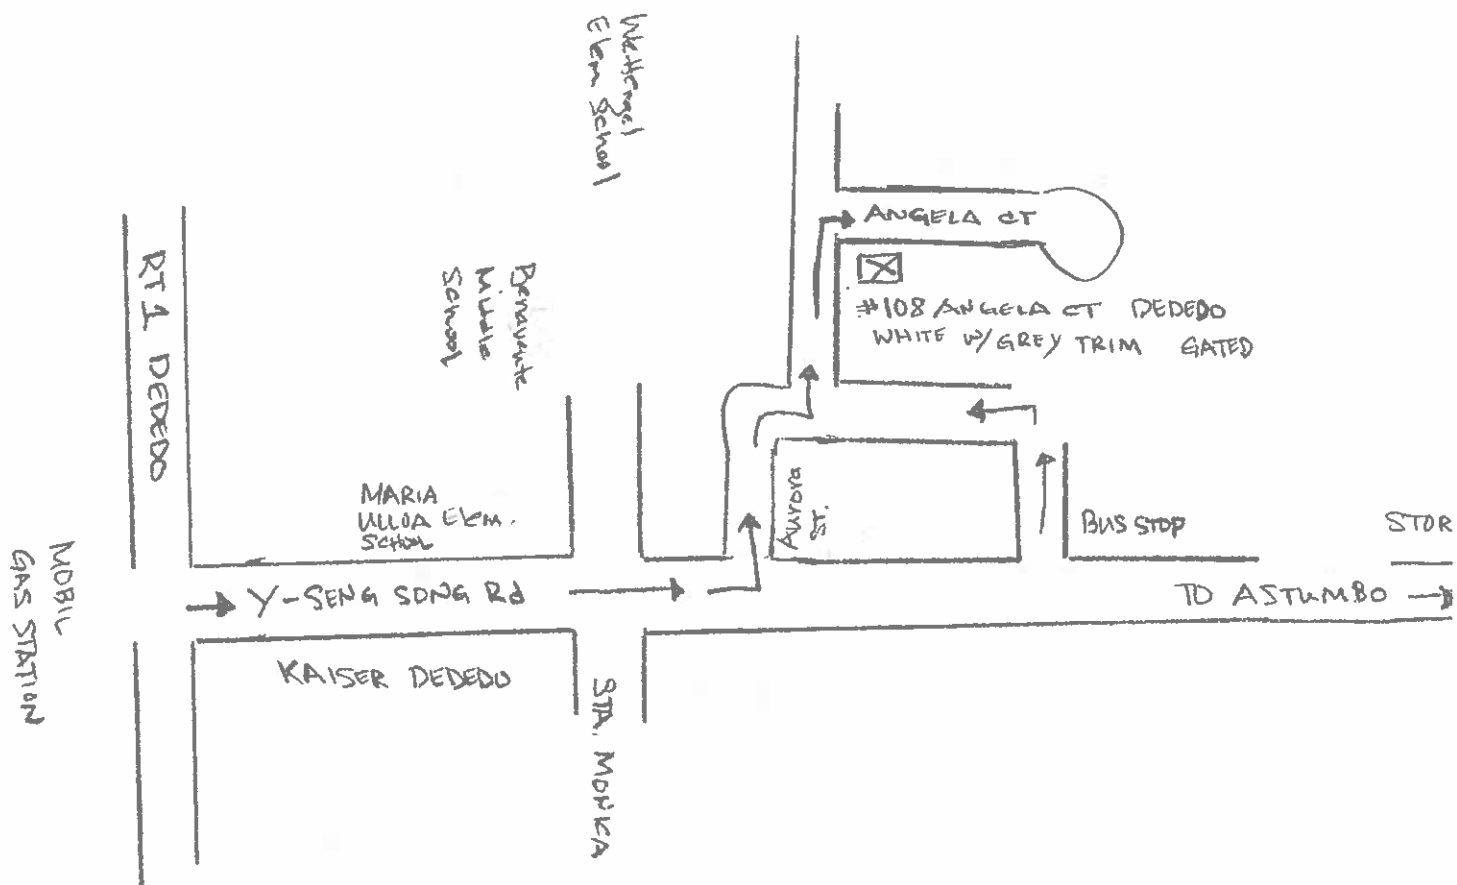 Wettengel
Elem School
ANGELA CT
#108 ANGELA CT DEDEDO
WHITE W/ GREY TRIM GATED
RT 1 DEDEDO
Benavente
Middle
School
MARIA
ULLOA Elem.
School
Aurora
St.
BUS STOP
STOR
MOBIL
GAS STATION
Y-SENG SONG Rd
TO ASTUMBO
KAISER DEDEDO
STA. MONICA